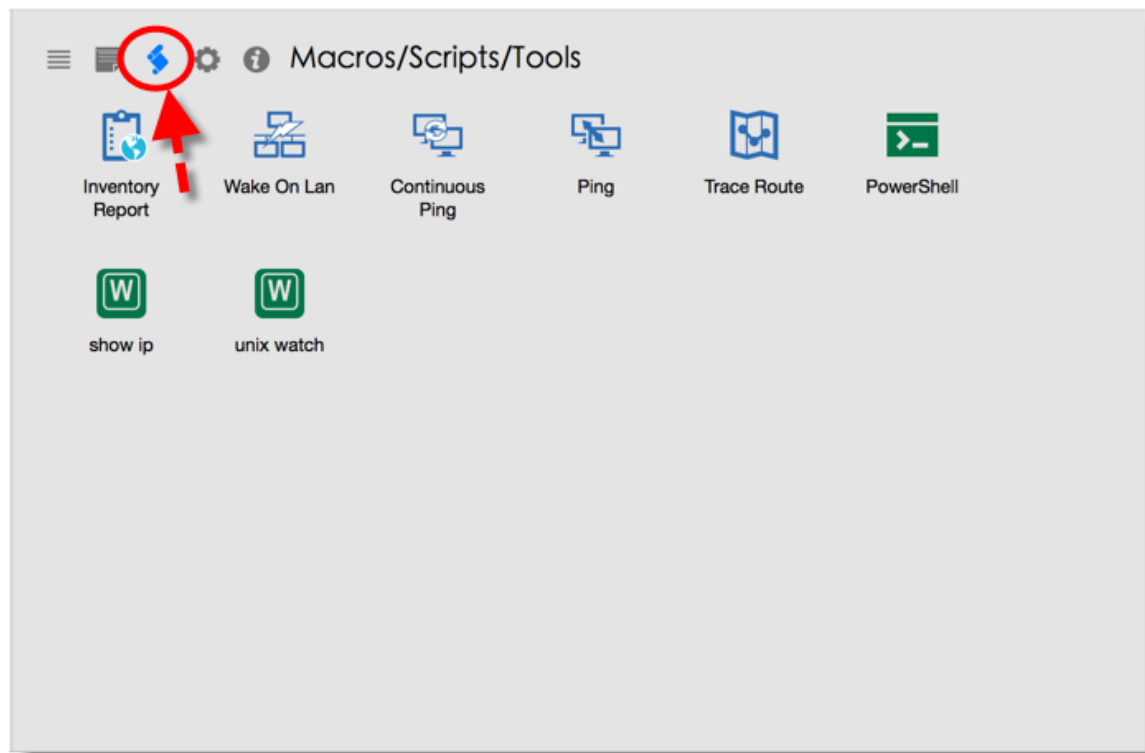 Macros/Scripts/Tools
Inventory
Report
Wake On Lan
Continuous
Ping
Ping
Trace Route
PowerShell
W
show ip
W
unix watch